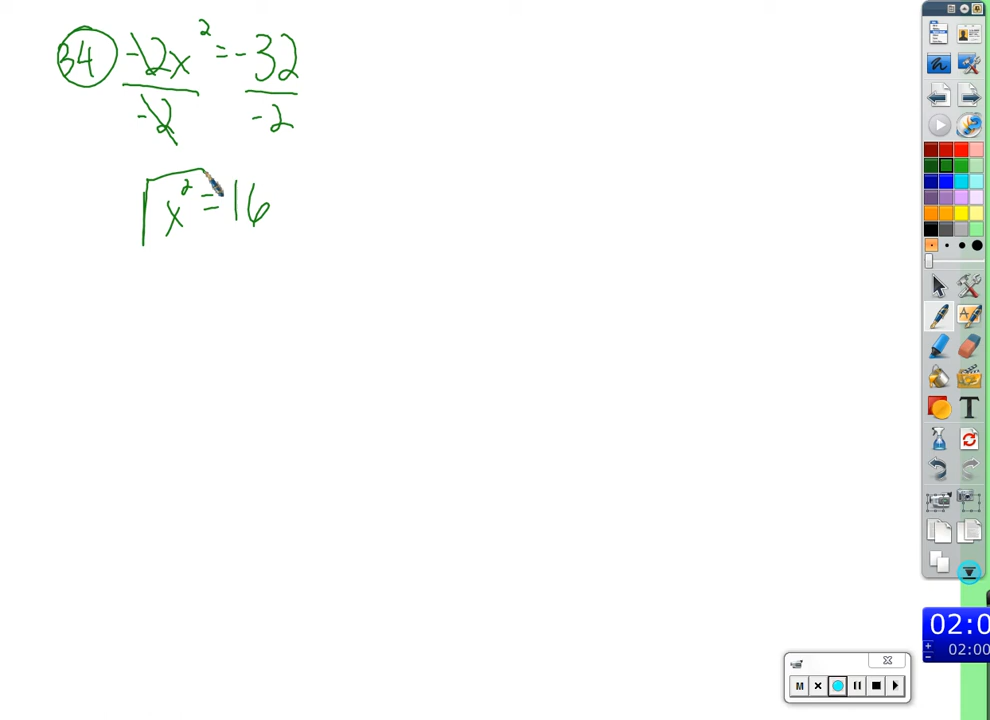 34 -2x² = -32
-2 -2
√x² = 16
A
T
M
02:0
02:00